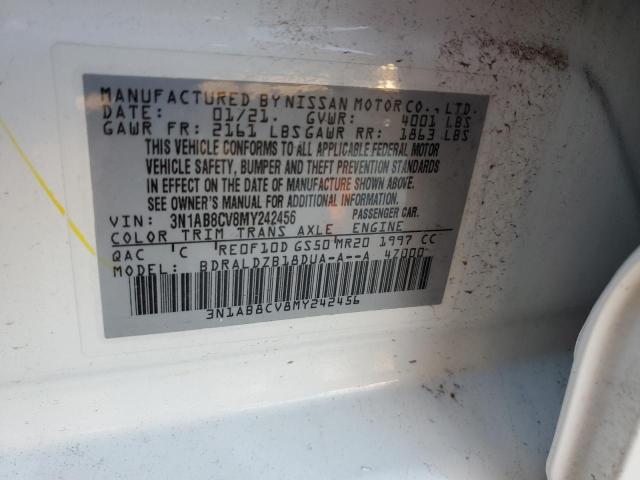 MANUFACTURED BY NISSAN MOTOR CO., LTD.
DATE: 01/21. GVWR: 4001 LBS
GAWR FR: 2161 LBS GAWR RR: 1863 LBS
THIS VEHICLE CONFORMS TO ALL APPLICABLE FEDERAL MOTOR
VEHICLE SAFETY, BUMPER AND THEFT PREVENTION STANDARDS
IN EFFECT ON THE DATE OF MANUFACTURE SHOWN ABOVE.
SEE OWNER'S MANUAL FOR ADDITIONAL INFORMATION.
VIN: 3N1AB8CV8MY242456 PASSENGER CAR.
COLOR TRIM TRANS AXLE ENGINE
QAC C RE0F10D GS50 MR20 1997 CC
MODEL: BDRALDZB18DUA-A--A 47000
3N1AB8CV8MY242456